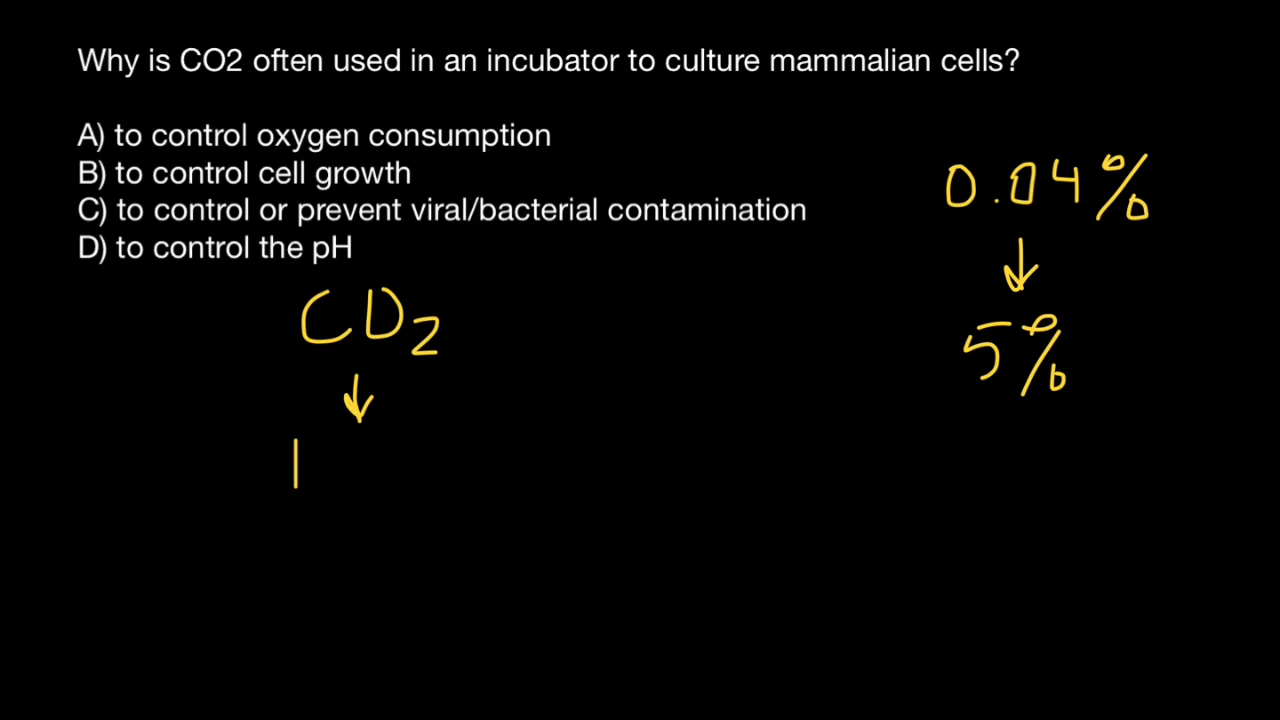 Why is CO2 often used in an incubator to culture mammalian cells?
A) to control oxygen consumption
B) to control cell growth
C) to control or prevent viral/bacterial contamination
D) to control the pH
0.04%
↓
5%
CO2
↓
|